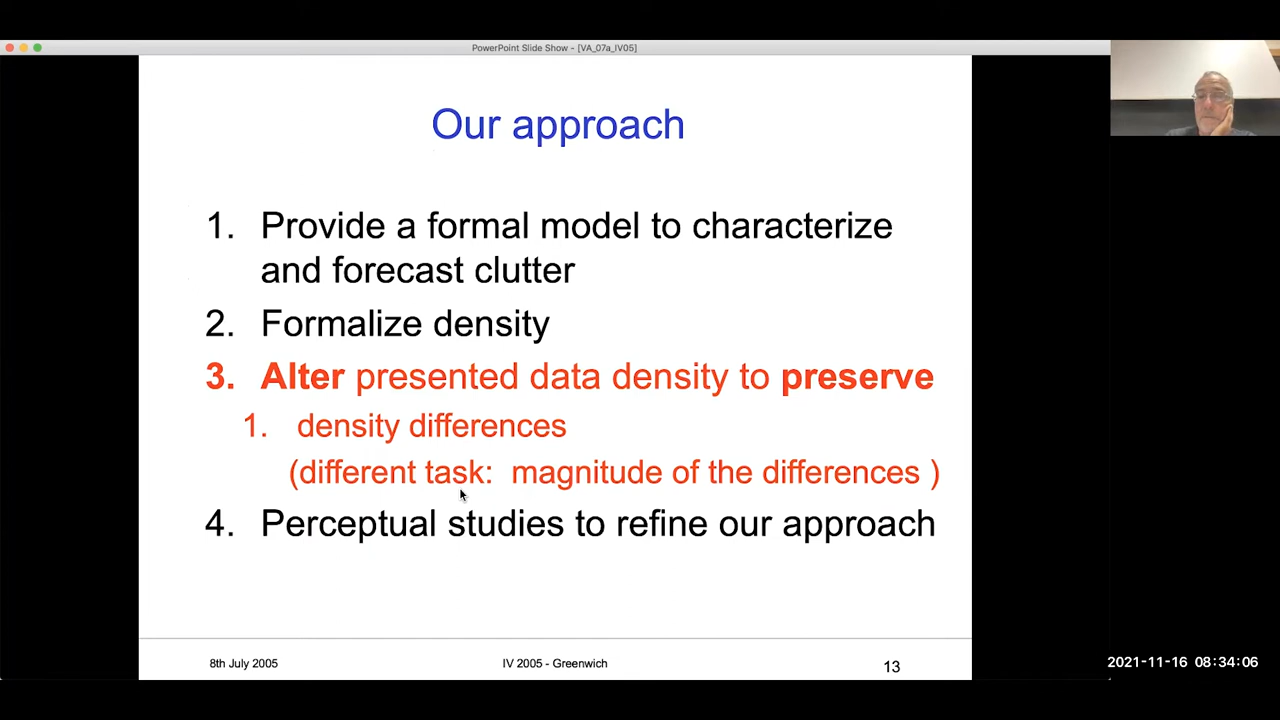 PowerPoint Slide Show - [VA_07a_IV05]
Our approach
1. Provide a formal model to characterize
and forecast clutter
2. Formalize density
3. Alter presented data density to preserve
1. density differences
(different task: magnitude of the differences )
4. Perceptual studies to refine our approach
8th July 2005
IV 2005 - Greenwich
13
2021-11-16 08:34:06